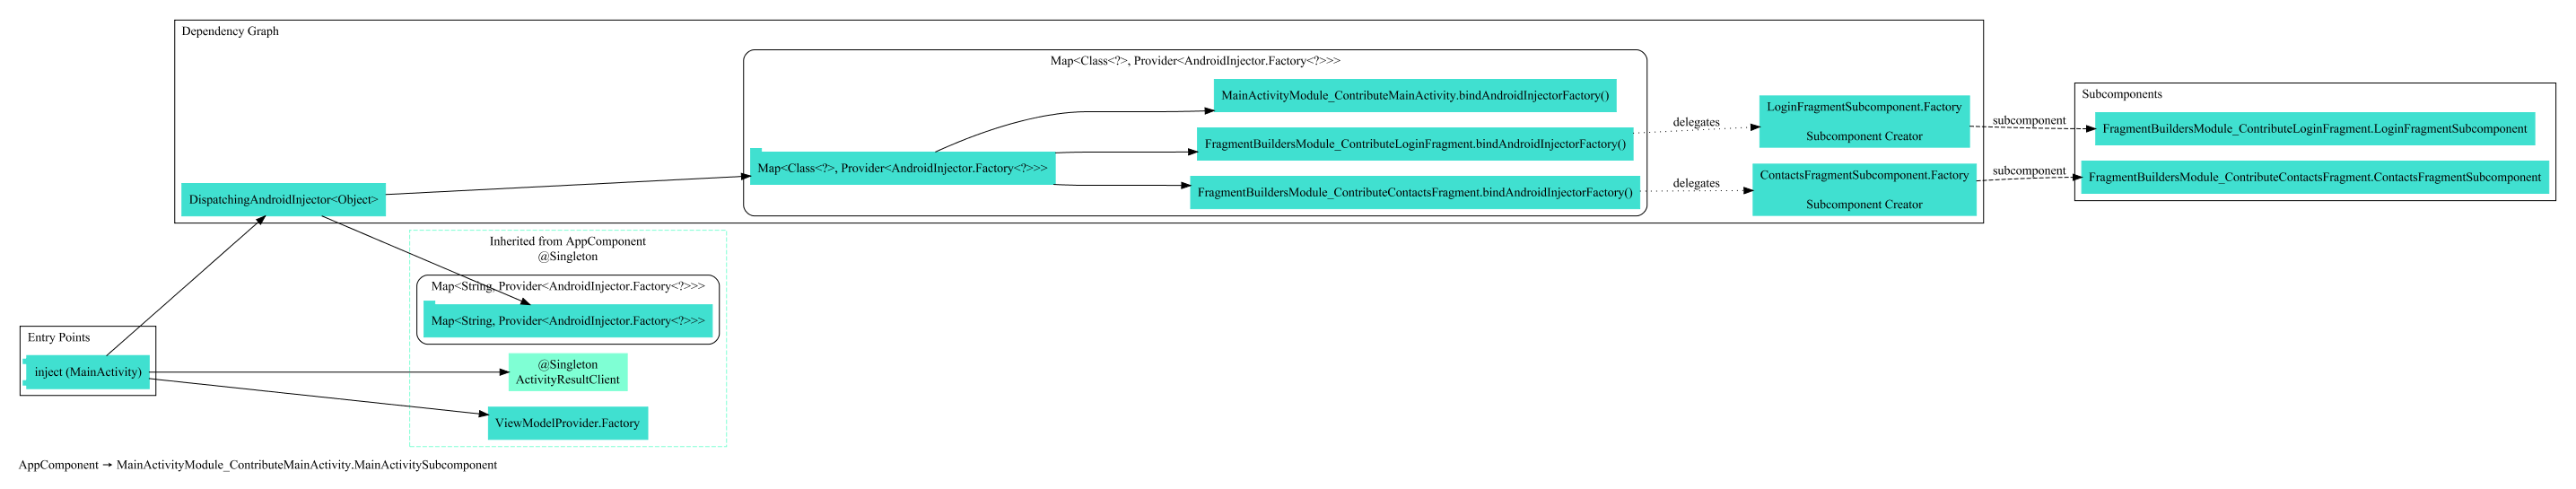 Dependency Graph
Map<Class<?>, Provider<AndroidInjector.Factory<?>>>
MainActivityModule_ContributeMainActivity.bindAndroidInjectorFactory()
FragmentBuildersModule_ContributeLoginFragment.bindAndroidInjectorFactory()
Map<Class<?>, Provider<AndroidInjector.Factory<?>>>
FragmentBuildersModule_ContributeContactsFragment.bindAndroidInjectorFactory()
DispatchingAndroidInjector<Object>
delegates
delegates
LoginFragmentSubcomponent.Factory
Subcomponent Creator
ContactsFragmentSubcomponent.Factory
Subcomponent Creator
subcomponent
subcomponent
Subcomponents
FragmentBuildersModule_ContributeLoginFragment.LoginFragmentSubcomponent
FragmentBuildersModule_ContributeContactsFragment.ContactsFragmentSubcomponent
Inherited from AppComponent
@Singleton
Map<String, Provider<AndroidInjector.Factory<?>>>
Map<String, Provider<AndroidInjector.Factory<?>>>
Entry Points
inject (MainActivity)
@Singleton
ActivityResultClient
ViewModelProvider.Factory
AppComponent → MainActivityModule_ContributeMainActivity.MainActivitySubcomponent